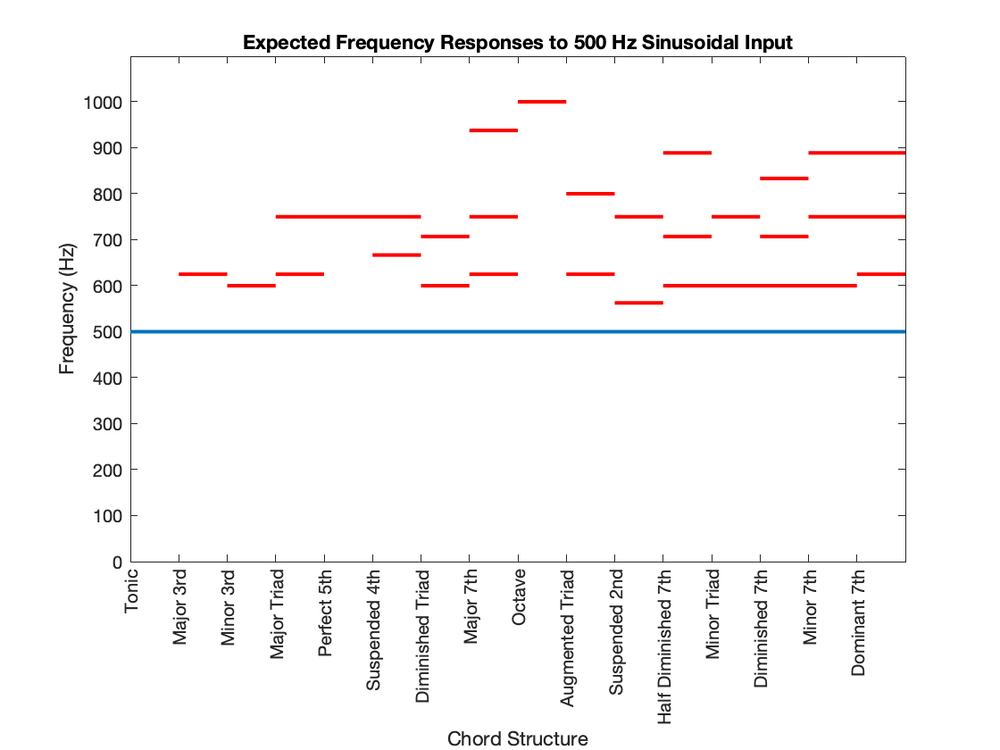 Expected Frequency Responses to 500 Hz Sinusoidal Input
Frequency (Hz)
1000
900
800
700
600
500
400
300
200
100
0
Tonic
Major 3rd
Minor 3rd
Major Triad
Perfect 5th
Suspended 4th
Diminished Triad
Major 7th
Octave
Augmented Triad
Suspended 2nd
Half Diminished 7th
Minor Triad
Diminished 7th
Minor 7th
Dominant 7th
Chord Structure